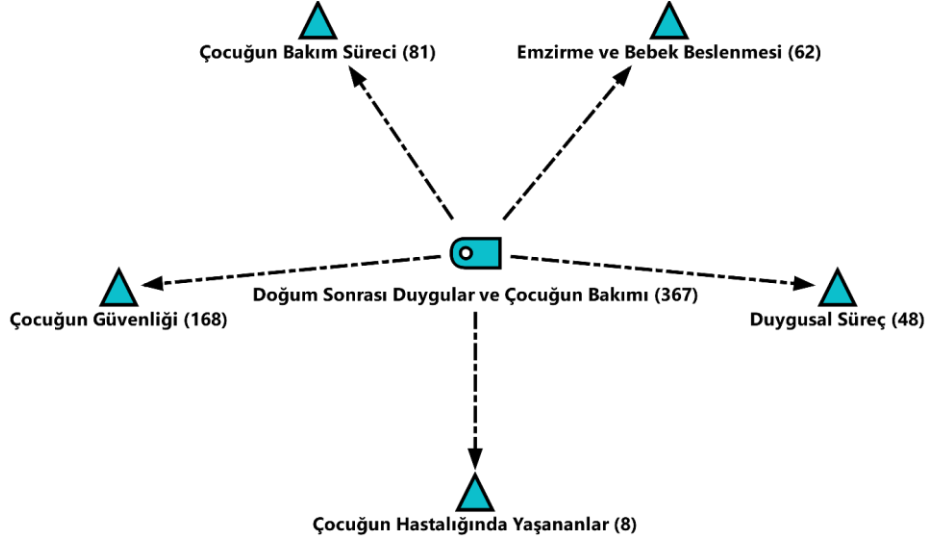 Çocuğun Bakım Süreci (81)
Emzirme ve Bebek Beslenmesi (62)
Doğum Sonrası Duygular ve Çocuğun Bakımı (367)
Çocuğun Güvenliği (168)
Duygusal Süreç (48)
Çocuğun Hastalığında Yaşananlar (8)